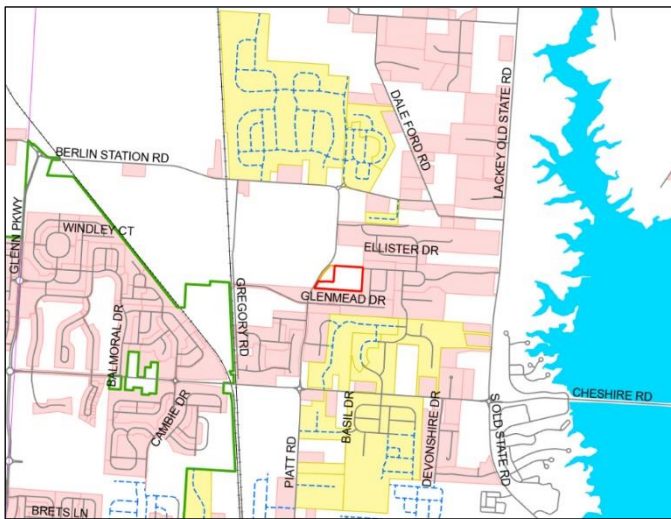 DALE FORD RD
LACKEY OLD STATE RD
BERLIN STATION RD
GLENN PKWY
WINDLEY CT
ELLISTER DR
GREGORY RD
GLENMEAD DR
BALMORAL DR
CAMBIE DR
BASIL DR
DEVONSHIRE DR
S OLD STATE RD
CHESHIRE RD
PIATT RD
BRETS LN